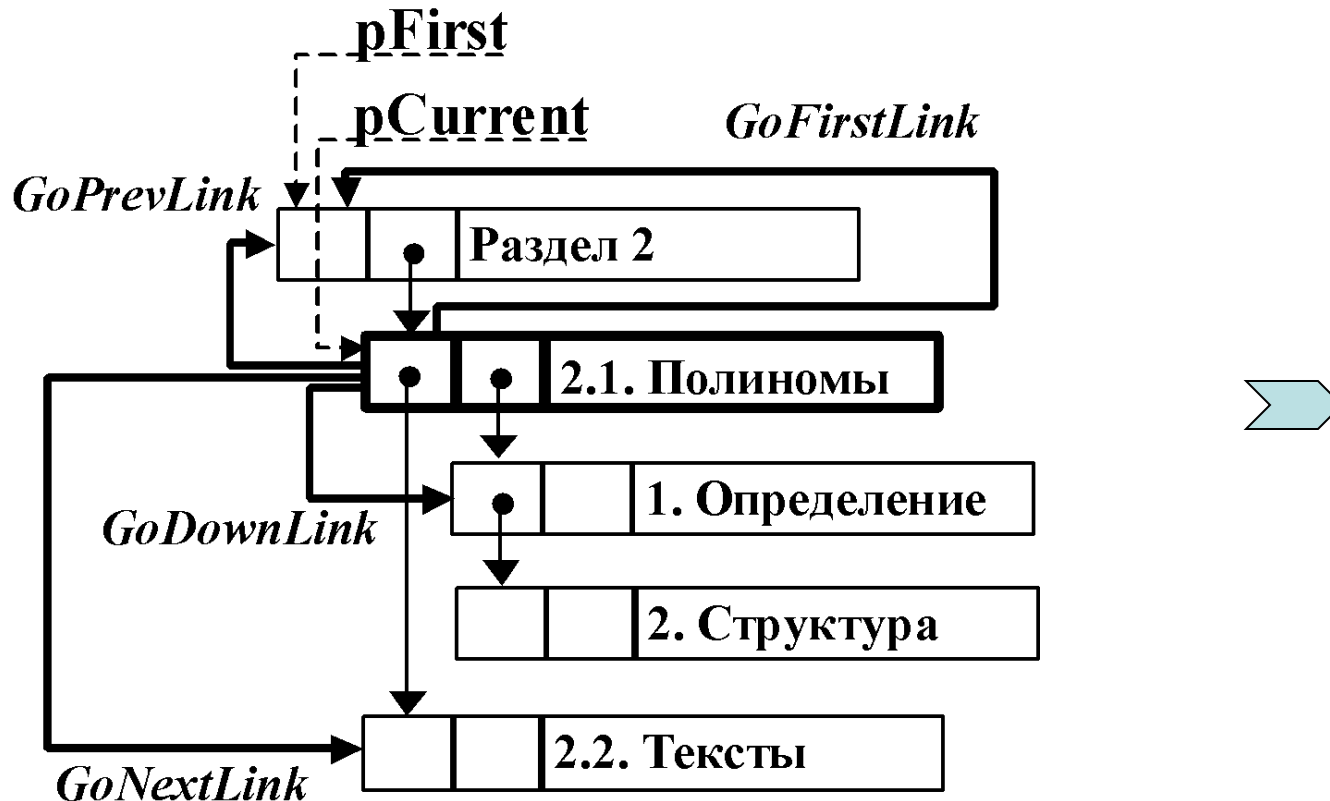 pFirst
pCurrent
GoFirstLink
GoPrevLink
Раздел 2
2.1. Полиномы
1. Определение
GoDownLink
2. Структура
2.2. Тексты
GoNextLink